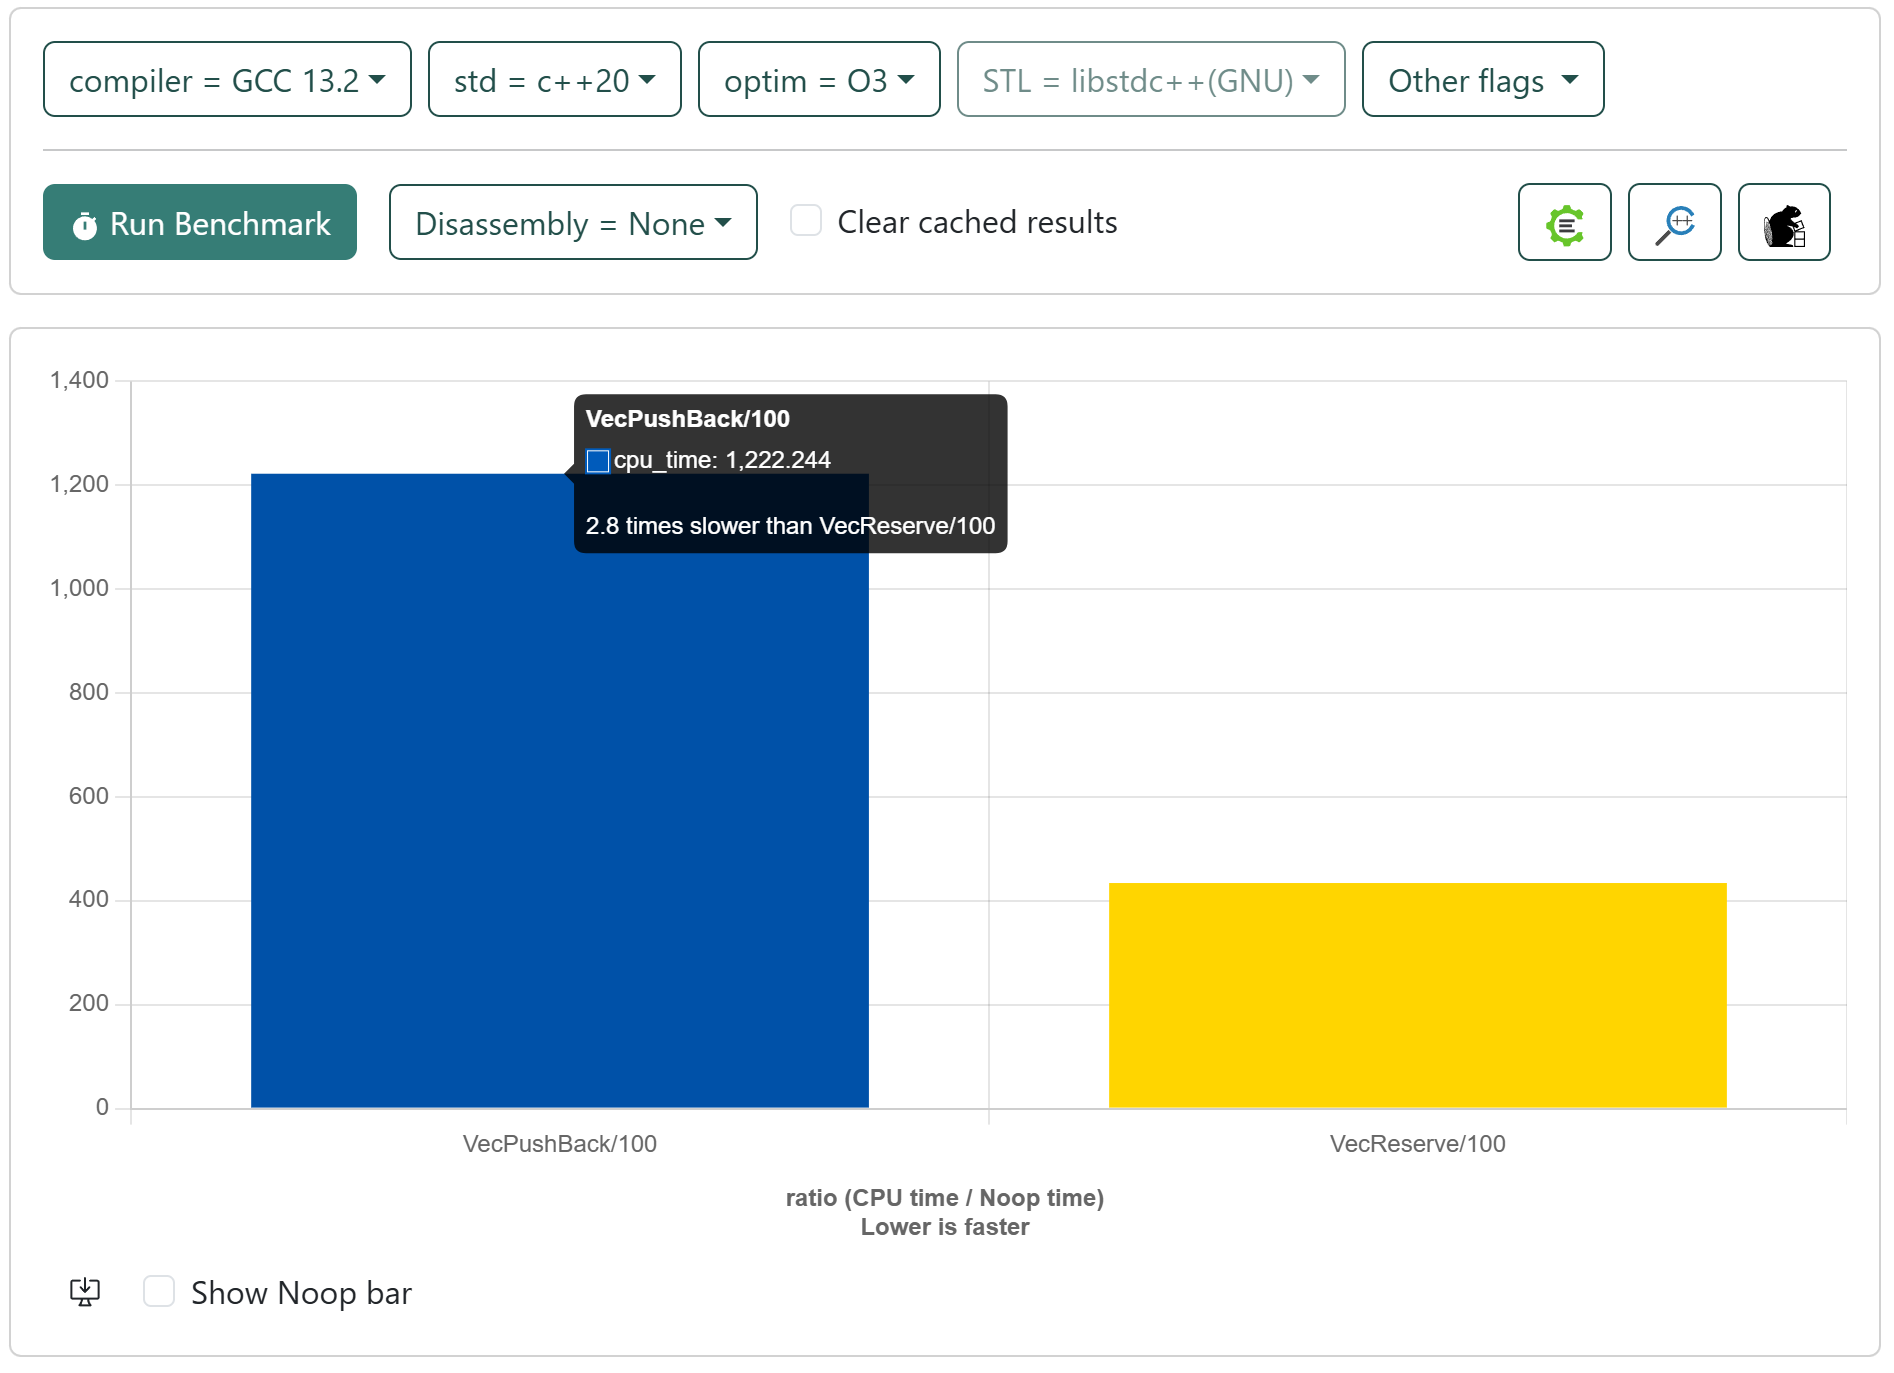 compiler = GCC 13.2
std = c++20
optim = O3
STL = libstdc++(GNU)
Other flags
Run Benchmark
Disassembly = None
Clear cached results
1,400
1,200
1,000
800
600
400
200
0
VecPushBack/100
cpu_time: 1,222.244
2.8 times slower than VecReserve/100
VecPushBack/100
VecReserve/100
ratio (CPU time / Noop time)
Lower is faster
Show Noop bar